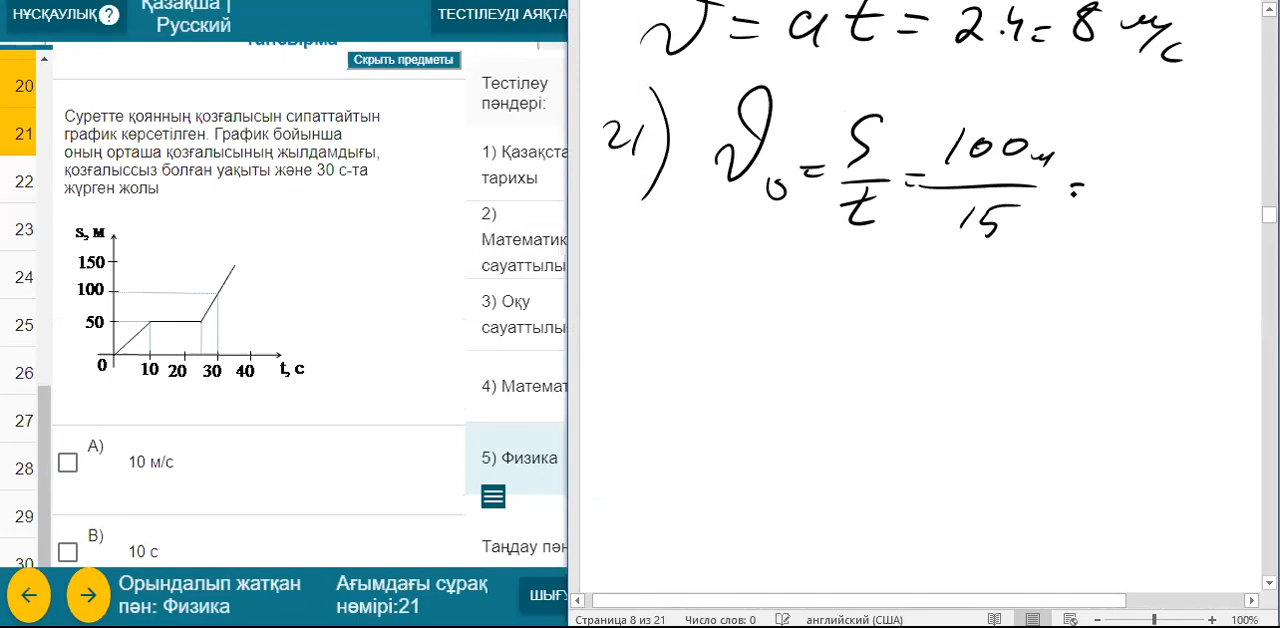 НҰСҚАУЛЫҚ ?
Қазақша |
Русский
ТЕСТІЛЕУДІ АЯҚТА
Скрыть предметы
20
21
22
23
24
25
26
27
28
29
30
Суретте қоянның қозғалысын сипаттайтын
график көрсетілген. График бойынша
оның орташа қозғалысының жылдамдығы,
қозғалыссыз болған уақыты және 30 с-та
жүрген жолы
s, м
150
100
50
0 10 20 30 40 t, c
A)
10 м/с
B)
10 с
Тестілеу
пәндері:
1) Қазақста
тарихы
2)
Математик
сауаттылы
3) Оқу
сауаттылы
4) Математ
5) Физика
Таңдау пән
Орындалып жатқан
пән: Физика
Ағымдағы сұрақ
нөмірі:21
ШЫҒУ
υ = a t = 2·4 = 8 м/с
21) υ₀ = S/t = 100м/15 =
Страница 8 из 21
Число слов: 0
английский (США)
100%